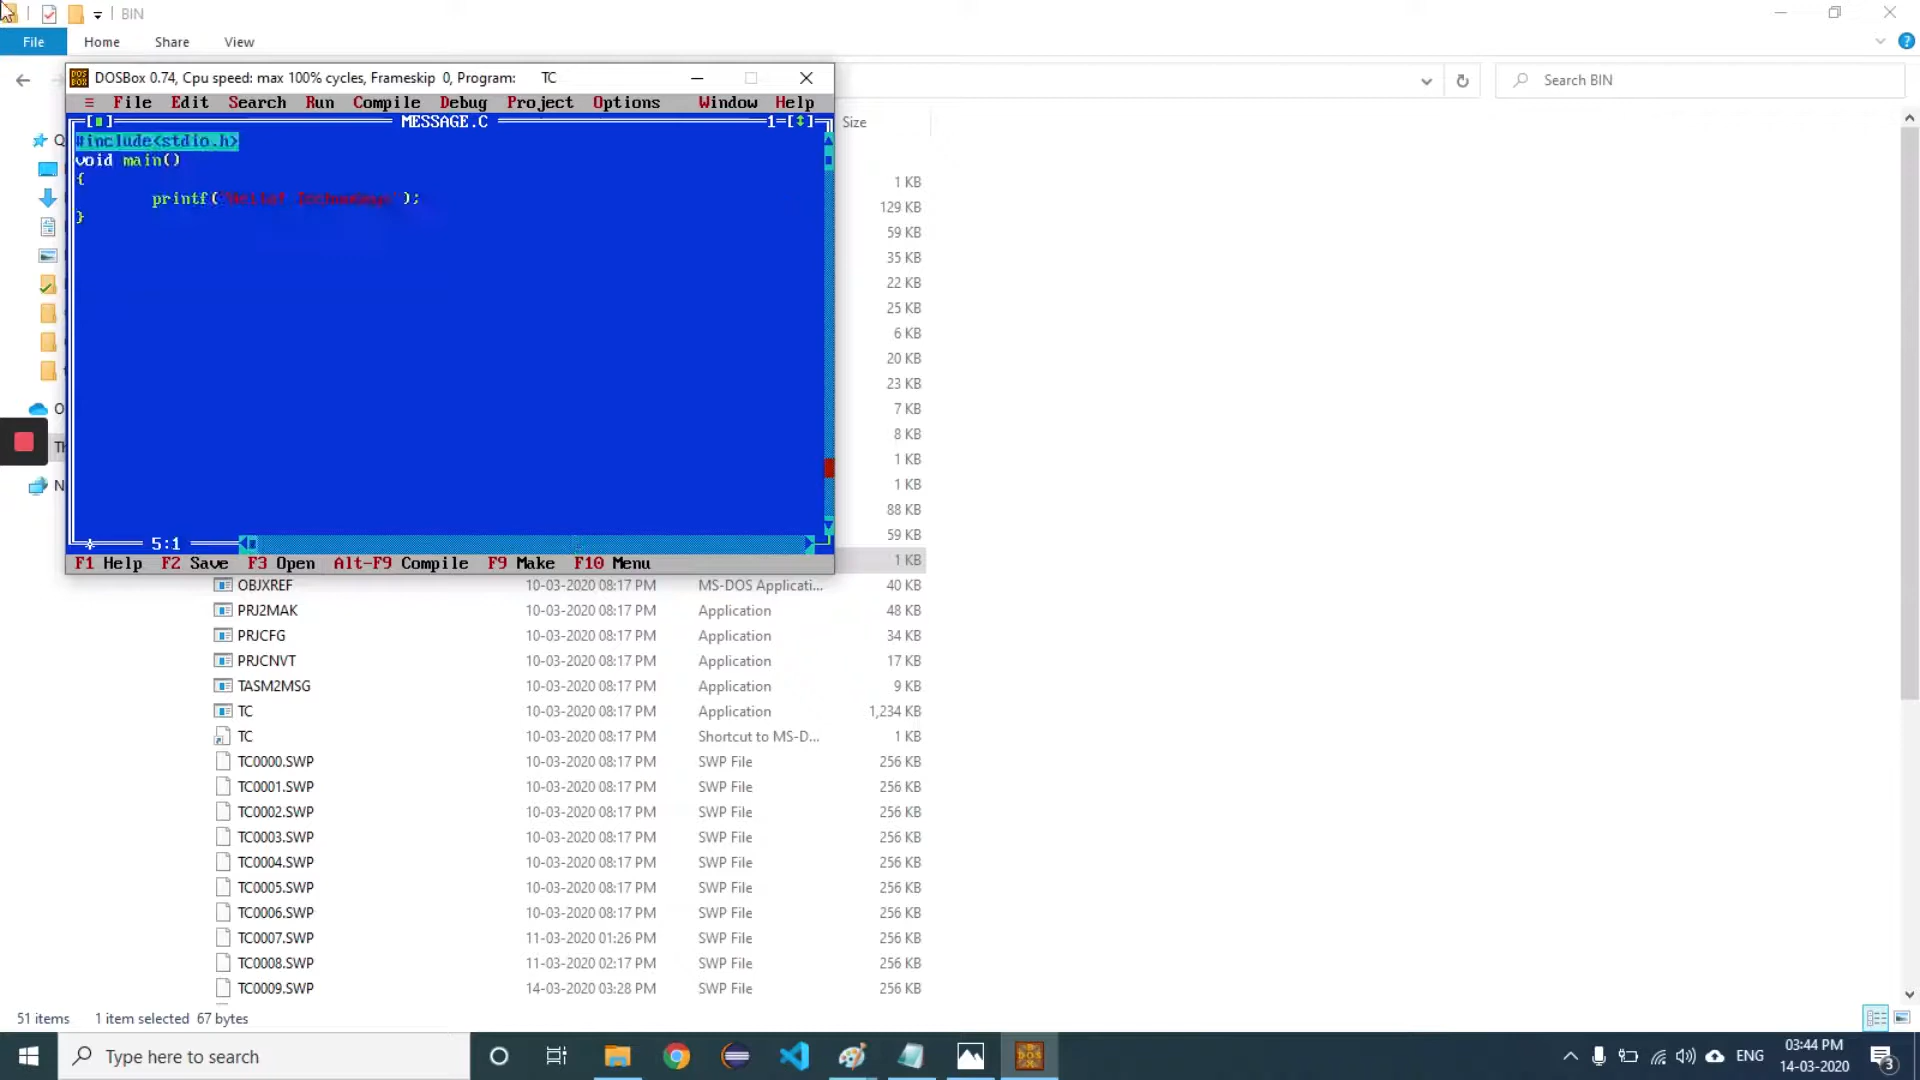 BIN
File Home Share View
DOSBox 0.74, Cpu speed: max 100% cycles, Frameskip 0, Program: TC
Search BIN
≡ File Edit Search Run Compile Debug Project Options Window Help
[■] MESSAGE.C 1=[↕]
Size
#include<stdio.h>
void main()
{
printf(" ");
}
1 KB
129 KB
59 KB
35 KB
22 KB
25 KB
6 KB
20 KB
23 KB
7 KB
8 KB
1 KB
1 KB
88 KB
59 KB
1 KB
5:1
F1 Help F2 Save F3 Open Alt-F9 Compile F9 Make F10 Menu
OBJXREF 10-03-2020 08:17 PM MS-DOS Applicati... 40 KB
PRJ2MAK 10-03-2020 08:17 PM Application 48 KB
PRJCFG 10-03-2020 08:17 PM Application 34 KB
PRJCNVT 10-03-2020 08:17 PM Application 17 KB
TASM2MSG 10-03-2020 08:17 PM Application 9 KB
TC 10-03-2020 08:17 PM Application 1,234 KB
TC 10-03-2020 08:17 PM Shortcut to MS-D... 1 KB
TC0000.SWP 10-03-2020 08:17 PM SWP File 256 KB
TC0001.SWP 10-03-2020 08:17 PM SWP File 256 KB
TC0002.SWP 10-03-2020 08:17 PM SWP File 256 KB
TC0003.SWP 10-03-2020 08:17 PM SWP File 256 KB
TC0004.SWP 10-03-2020 08:17 PM SWP File 256 KB
TC0005.SWP 10-03-2020 08:17 PM SWP File 256 KB
TC0006.SWP 10-03-2020 08:17 PM SWP File 256 KB
TC0007.SWP 11-03-2020 01:26 PM SWP File 256 KB
TC0008.SWP 11-03-2020 02:17 PM SWP File 256 KB
TC0009.SWP 14-03-2020 03:28 PM SWP File 256 KB
51 items 1 item selected 67 bytes
Type here to search
ENG
03:44 PM
14-03-2020
3